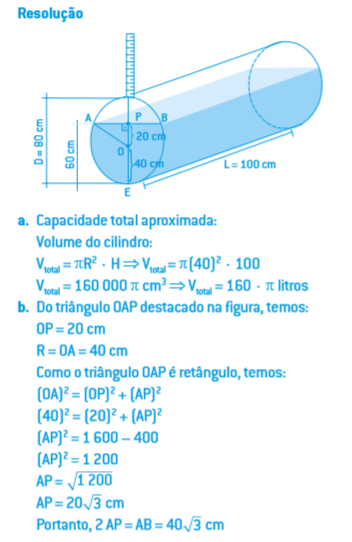 Resolução
D = 80 cm
60 cm
A
P
B
20 cm
O
40 cm
E
L = 100 cm
a. Capacidade total aproximada:
Volume do cilindro:
V_total = πR² · H ⇒ V_total = π(40)² · 100
V_total = 160 000 π cm³ ⇒ V_total = 160 · π litros
b. Do triângulo OAP destacado na figura, temos:
OP = 20 cm
R = OA = 40 cm
Como o triângulo OAP é retângulo, temos:
(OA)² = (OP)² + (AP)²
(40)² = (20)² + (AP)²
(AP)² = 1 600 – 400
(AP)² = 1 200
AP = √1 200
AP = 20√3 cm
Portanto, 2 AP = AB = 40√3 cm